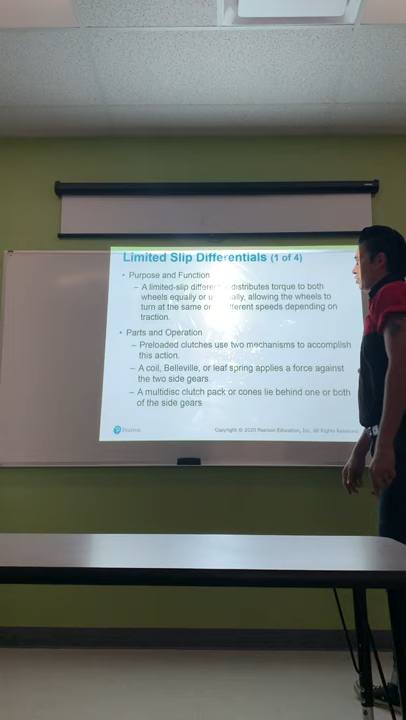 Limited Slip Differentials (1 of 4)
• Purpose and Function
– A limited-slip distributes torque to both
wheels equally or allowing the wheels to
turn at the same or speeds depending on
traction.
• Parts and Operation
– Preloaded clutches use two mechanisms to accomplish
this action.
– A coil, Belleville, or leaf spring applies a force against
the two side gears.
– A multidisc clutch pack or cones lie behind one or both
of the side gears
Pearson
Copyright © 2020 Pearson Education, Inc. All Rights Reserved